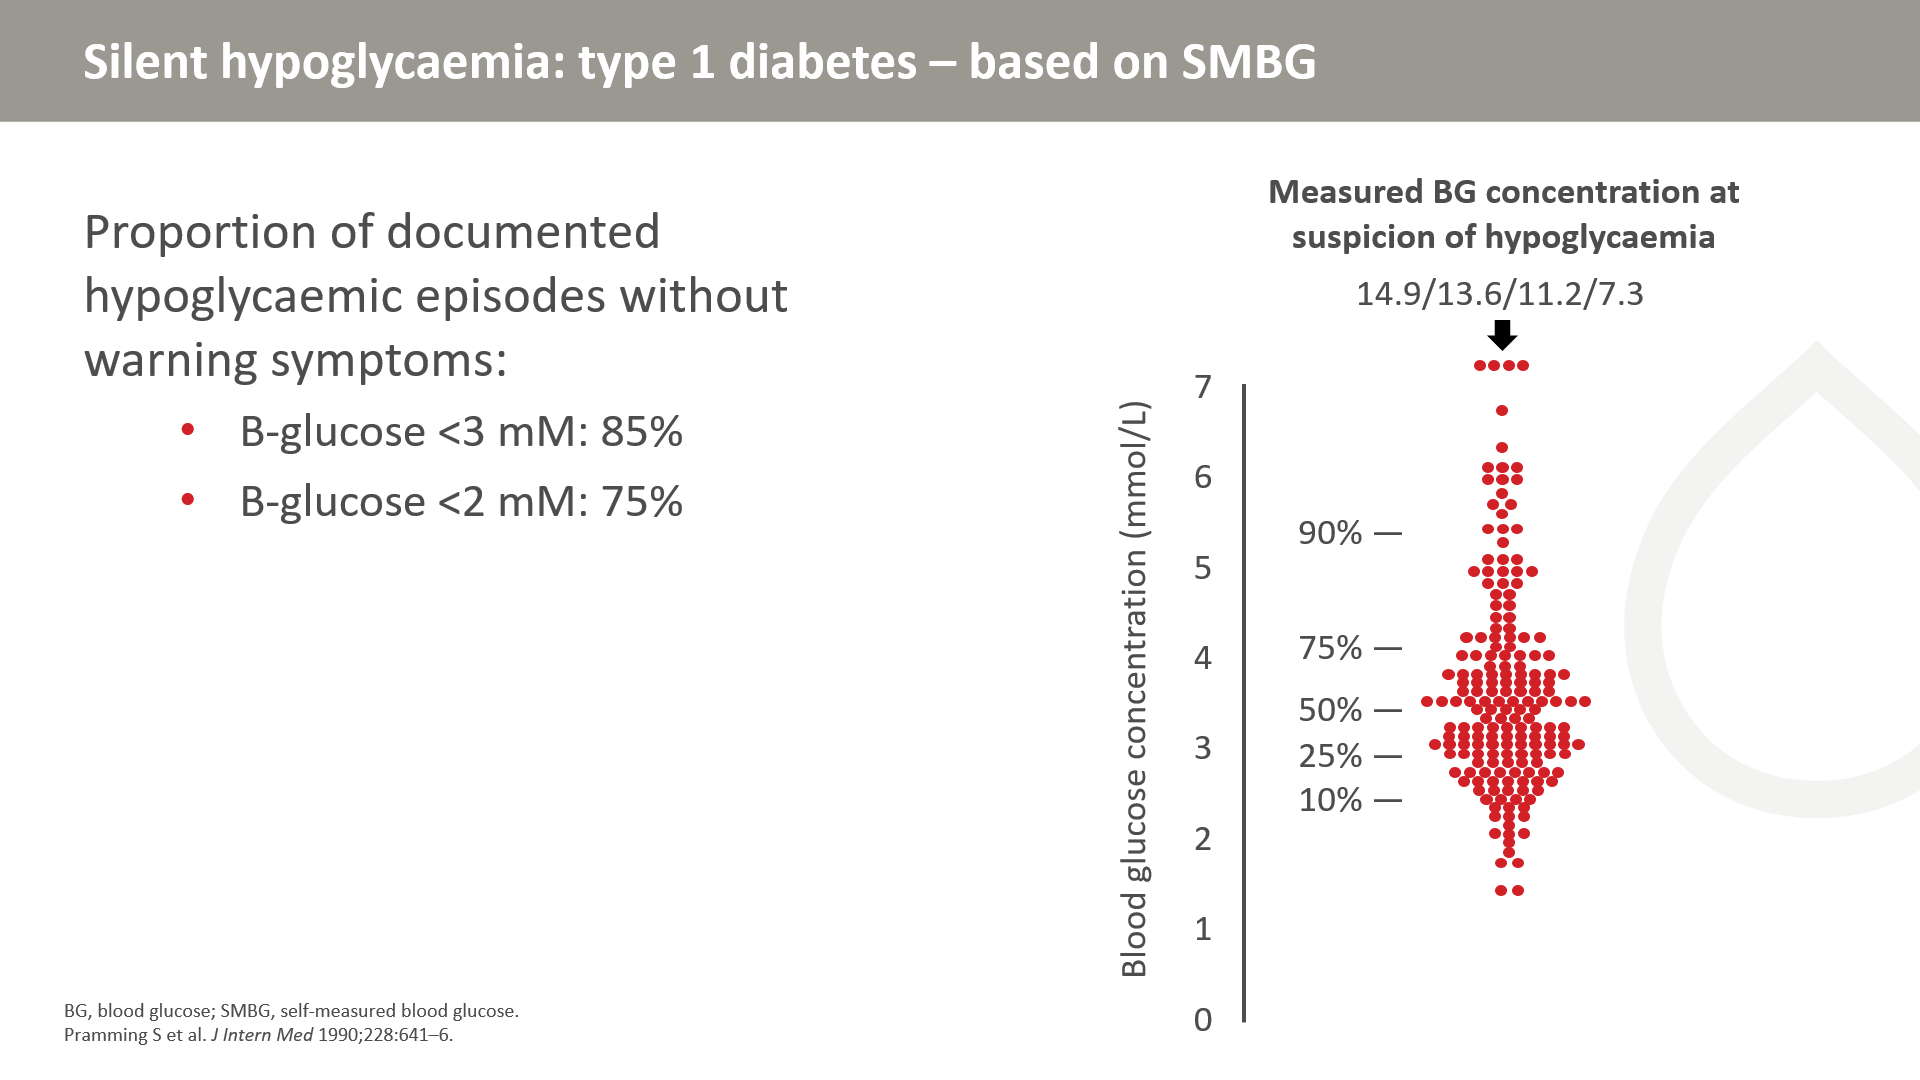 Silent hypoglycaemia: type 1 diabetes – based on SMBG
Proportion of documented
hypoglycaemic episodes without
warning symptoms:
• B-glucose <3 mM: 85%
• B-glucose <2 mM: 75%
Measured BG concentration at
suspicion of hypoglycaemia
14.9/13.6/11.2/7.3
Blood glucose concentration (mmol/L)
7
6
5
4
3
2
1
0
90% —
75% —
50% —
25% —
10% —
BG, blood glucose; SMBG, self-measured blood glucose.
Pramming S et al. J Intern Med 1990;228:641–6.